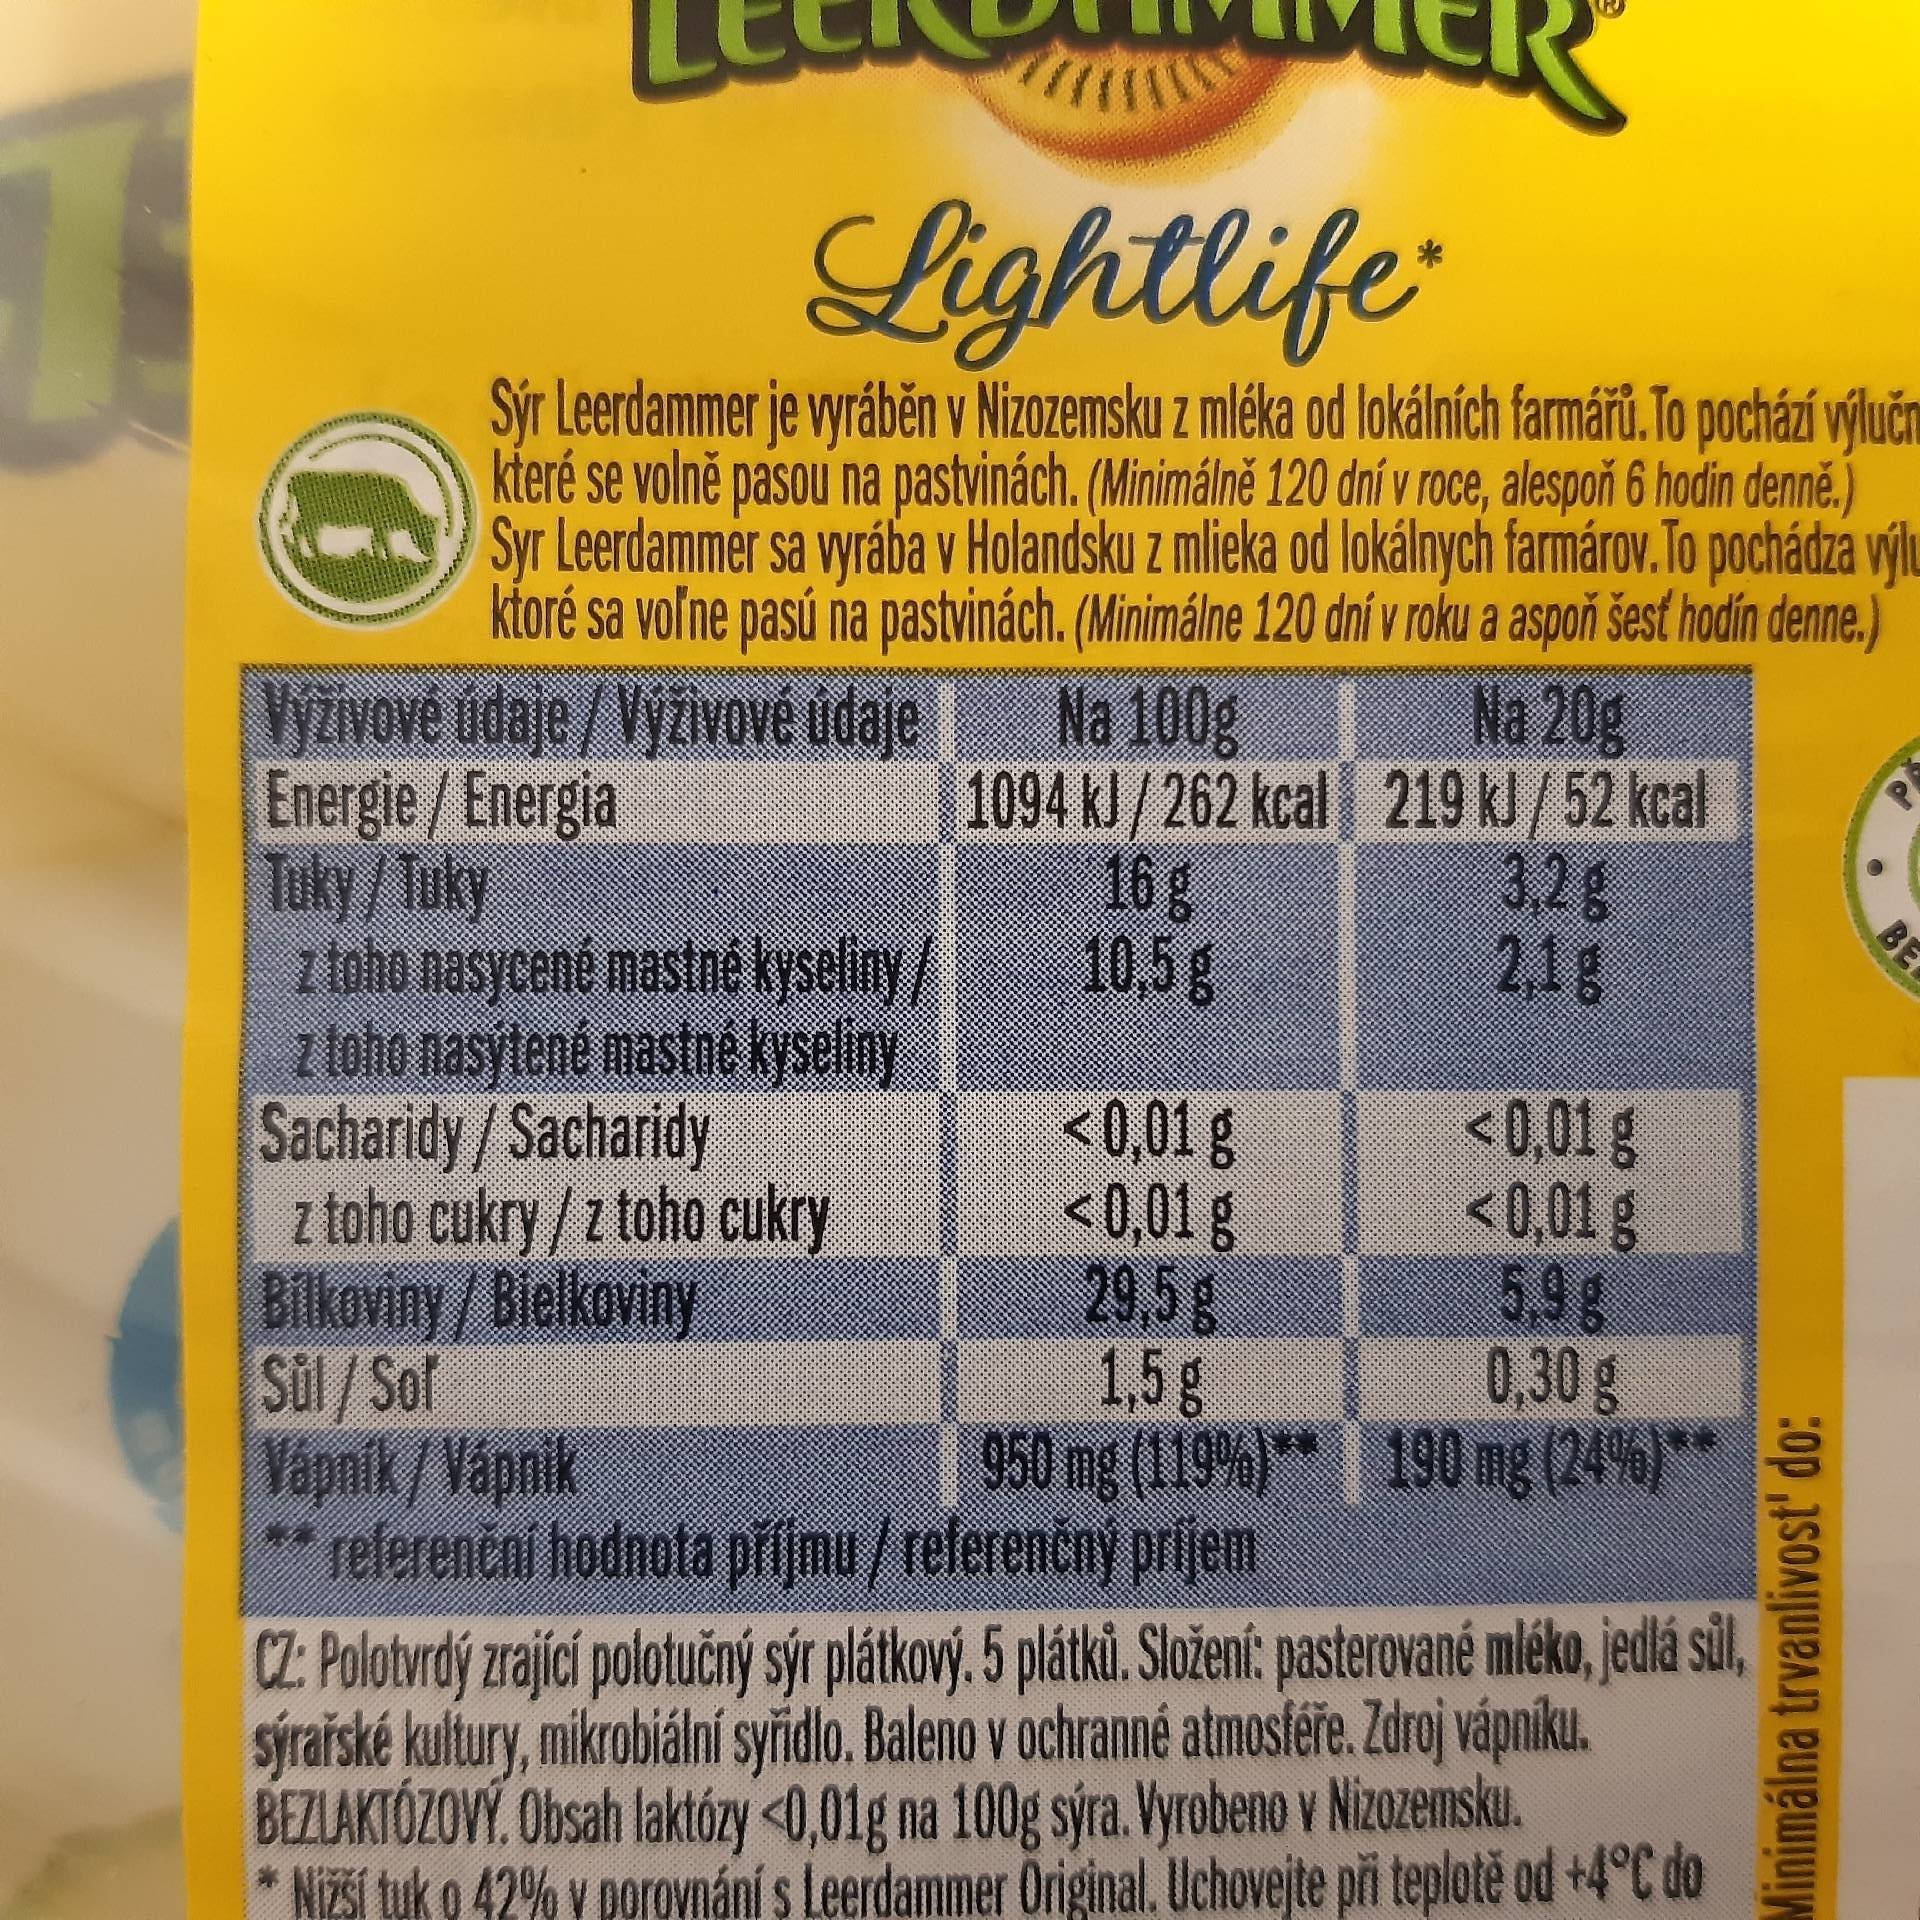 LEERDAMMER®
Lightlife*
Sýr Leerdammer je vyráběn v Nizozemsku z mléka od lokálních farmářů. To pochází
které se volně pasou na pastvinách. (Minimálně 120 dní v roce, alespoň 6 hodin denně.)
Syr Leerdammer sa vyrába v Holandsku z mlieka od lokálnych farmárov. To pochádza
ktoré sa voľne pasú na pastvinách. (Minimálne 120 dní v roku a aspoň šesť hodín denne.)
Výživové údaje / Výživové údaje Na 100g Na 20g
Energie / Energia 1094 kJ / 262 kcal 219 kJ / 52 kcal
Tuky / Tuky 16 g 3,2 g
z toho nasycené mastné kyseliny / 10,5 g 2,1 g
z toho nasýtené mastné kyseliny
Sacharidy / Sacharidy <0,01 g <0,01 g
z toho cukry / z toho cukry <0,01 g <0,01 g
Bílkoviny / Bielkoviny 29,5 g 5,9 g
Sůl / Soľ 1,5 g 0,30 g
Vápník / Vápnik 950 mg (119%)** 190 mg (24%)**
** referenční hodnota příjmu / referenčný príjem
CZ: Polotvrdý zrající polotučný sýr plátkový. 5 plátků. Složení: pasterované mléko, jedlá sůl,
sýrařské kultury, mikrobiální syřidlo. Baleno v ochranné atmosféře. Zdroj vápníku.
BEZLAKTÓZOVÝ. Obsah laktózy <0,01g na 100g sýra. Vyrobeno v Nizozemsku.
* Nižší tuk o 42% v porovnání s Leerdammer Original. Uchovejte při teplotě od +4°C do
Minimálna trvanlivost' do: